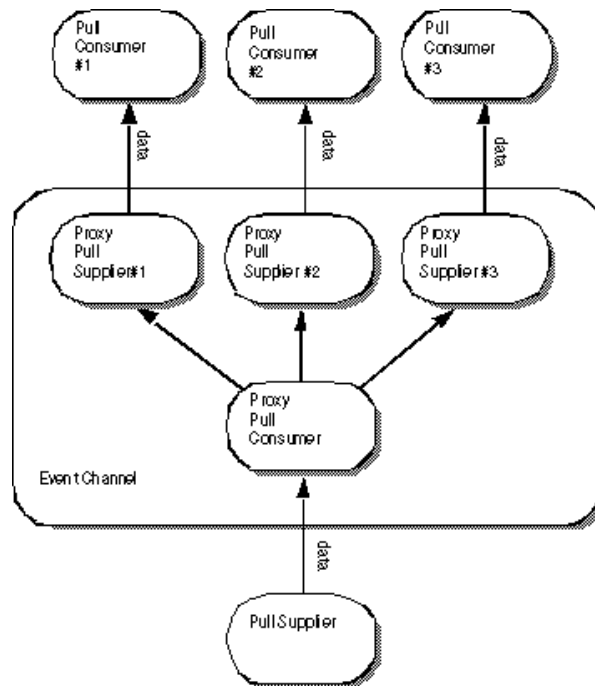 Pull
Consumer
#1
Pull
Consumer
#2
Pull
Consumer
#3
data
data
data
Proxy
Pull
Supplier#1
Proxy
Pull
Supplier #2
Proxy
Pull
Supplier #3
Proxy
Pull
Consumer
Event Channel
data
Pull Supplier